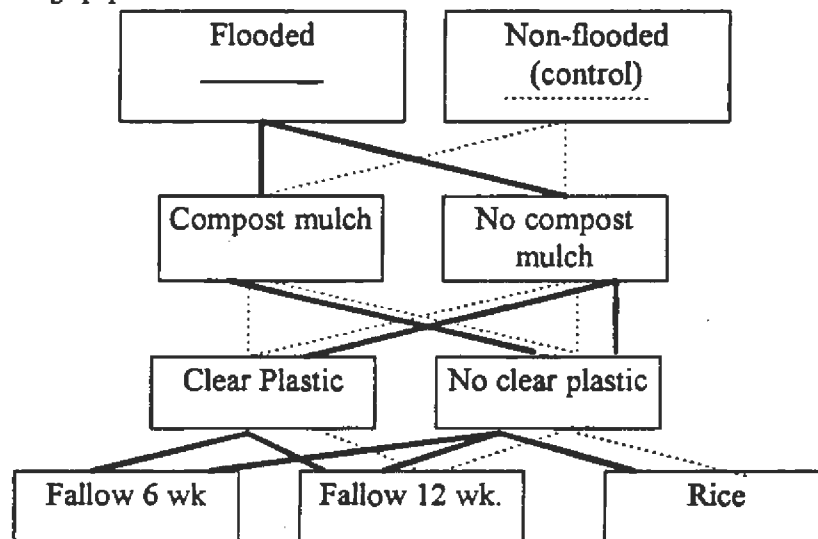 Flooded
Non-flooded
(control)
Compost mulch
No compost
mulch
Clear Plastic
No clear plastic
Fallow 6 wk
Fallow 12 wk.
Rice